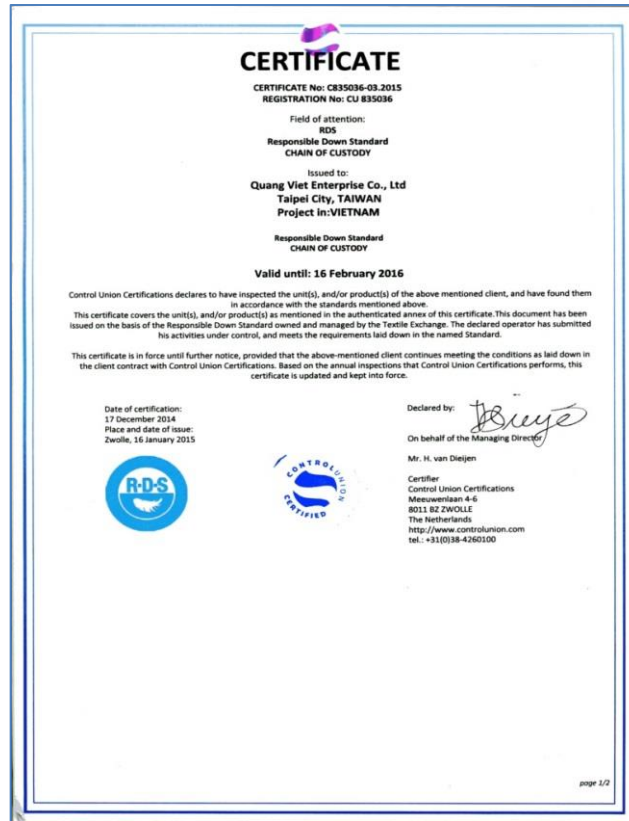 CERTIFICATE
CERTIFICATE No: C835036-03.2015
REGISTRATION No: CU 835036
Field of attention:
RDS
Responsible Down Standard
CHAIN OF CUSTODY
Issued to:
Quang Viet Enterprise Co., Ltd
Taipei City, TAIWAN
Project in:VIETNAM
Responsible Down Standard
CHAIN OF CUSTODY
Valid until: 16 February 2016
Control Union Certifications declares to have inspected the unit(s), and/or product(s) of the above mentioned client, and have found them
in accordance with the standards mentioned above.
This certificate covers the unit(s), and/or product(s) as mentioned in the authenticated annex of this certificate.This document has been
issued on the basis of the Responsible Down Standard owned and managed by the Textile Exchange. The declared operator has submitted
his activities under control, and meets the requirements laid down in the named Standard.
This certificate is in force until further notice, provided that the above-mentioned client continues meeting the conditions as laid down in
the client contract with Control Union Certifications. Based on the annual inspections that Control Union Certifications performs, this
certificate is updated and kept into force.
Date of certification:
17 December 2014
Place and date of issue:
Zwolle, 16 January 2015
R·D·S
CONTROL UNION
CERTIFIED
Declared by:
On behalf of the Managing Director
Mr. H. van Dieijen
Certifier
Control Union Certifications
Meeuwenlaan 4-6
8011 BZ ZWOLLE
The Netherlands
http://www.controlunion.com
tel.: +31(0)38-4260100
page 1/2